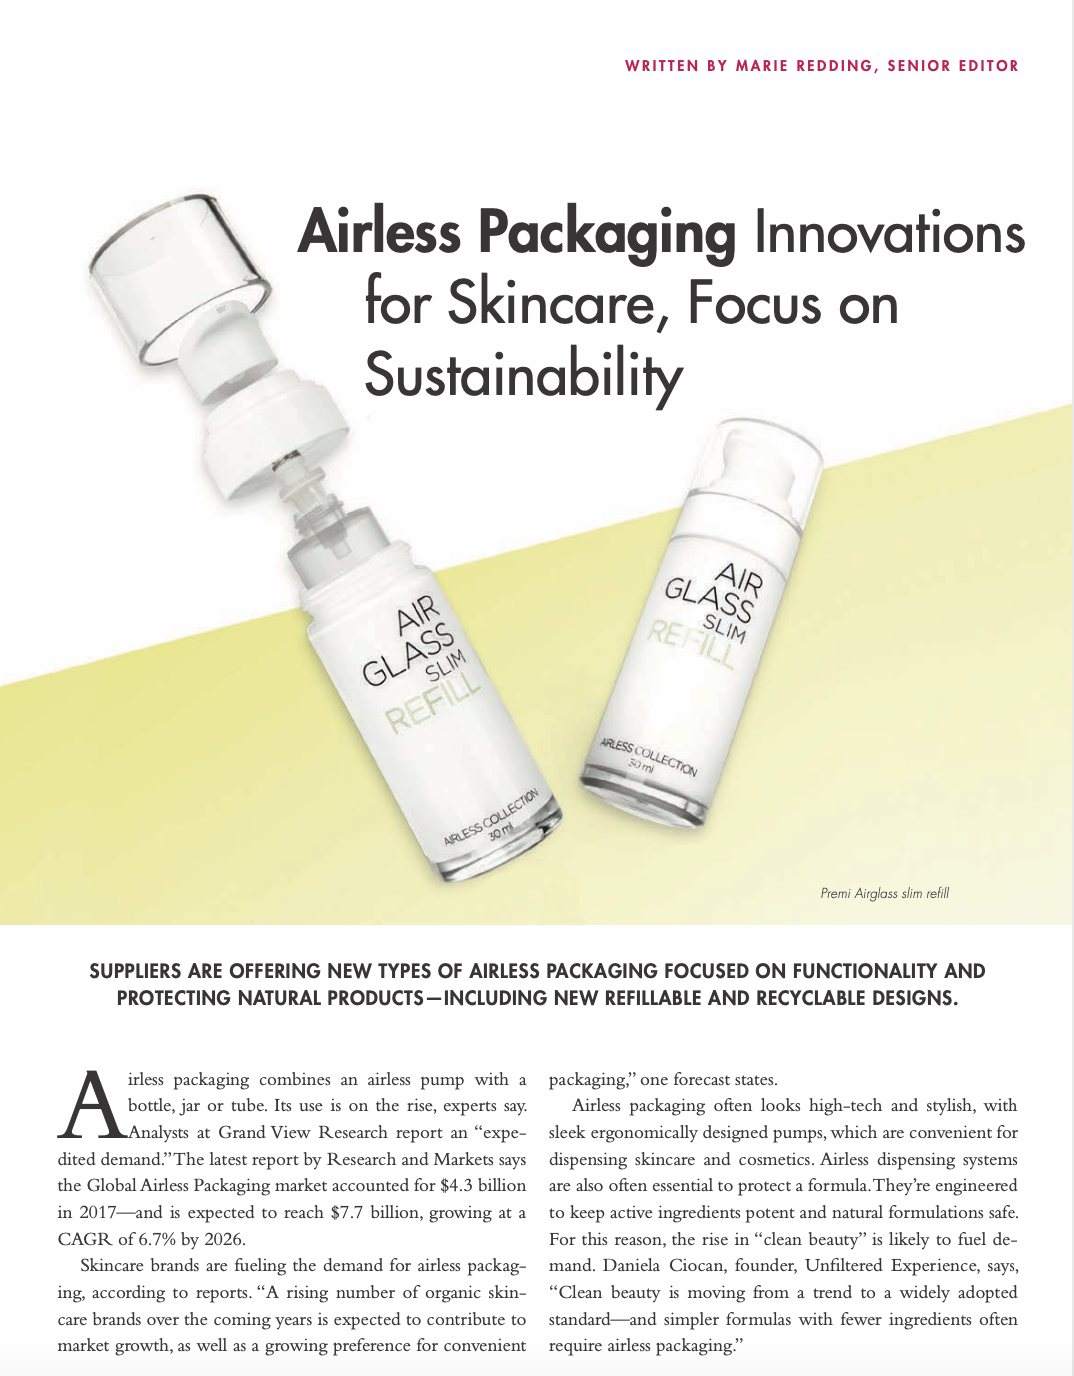 WRITTEN BY MARIE REDDING, SENIOR EDITOR
Airless Packaging Innovations
for Skincare, Focus on
Sustainability
AIR
GLASS
SLIM
REFILL
AIRLESS COLLECTION
30 ml
AIR
GLASS
SLIM
REFILL
AIRLESS COLLECTION
30 ml
Premi Airglass slim refill
SUPPLIERS ARE OFFERING NEW TYPES OF AIRLESS PACKAGING FOCUSED ON FUNCTIONALITY AND
PROTECTING NATURAL PRODUCTS—INCLUDING NEW REFILLABLE AND RECYCLABLE DESIGNS.
Airless packaging combines an airless pump with a
bottle, jar or tube. Its use is on the rise, experts say.
Analysts at Grand View Research report an “expe-
dited demand.” The latest report by Research and Markets says
the Global Airless Packaging market accounted for $4.3 billion
in 2017—and is expected to reach $7.7 billion, growing at a
CAGR of 6.7% by 2026.
Skincare brands are fueling the demand for airless packag-
ing, according to reports. “A rising number of organic skin-
care brands over the coming years is expected to contribute to
market growth, as well as a growing preference for convenient
packaging,” one forecast states.
Airless packaging often looks high-tech and stylish, with
sleek ergonomically designed pumps, which are convenient for
dispensing skincare and cosmetics. Airless dispensing systems
are also often essential to protect a formula. They’re engineered
to keep active ingredients potent and natural formulations safe.
For this reason, the rise in “clean beauty” is likely to fuel de-
mand. Daniela Ciocan, founder, Unfiltered Experience, says,
“Clean beauty is moving from a trend to a widely adopted
standard—and simpler formulas with fewer ingredients often
require airless packaging.”